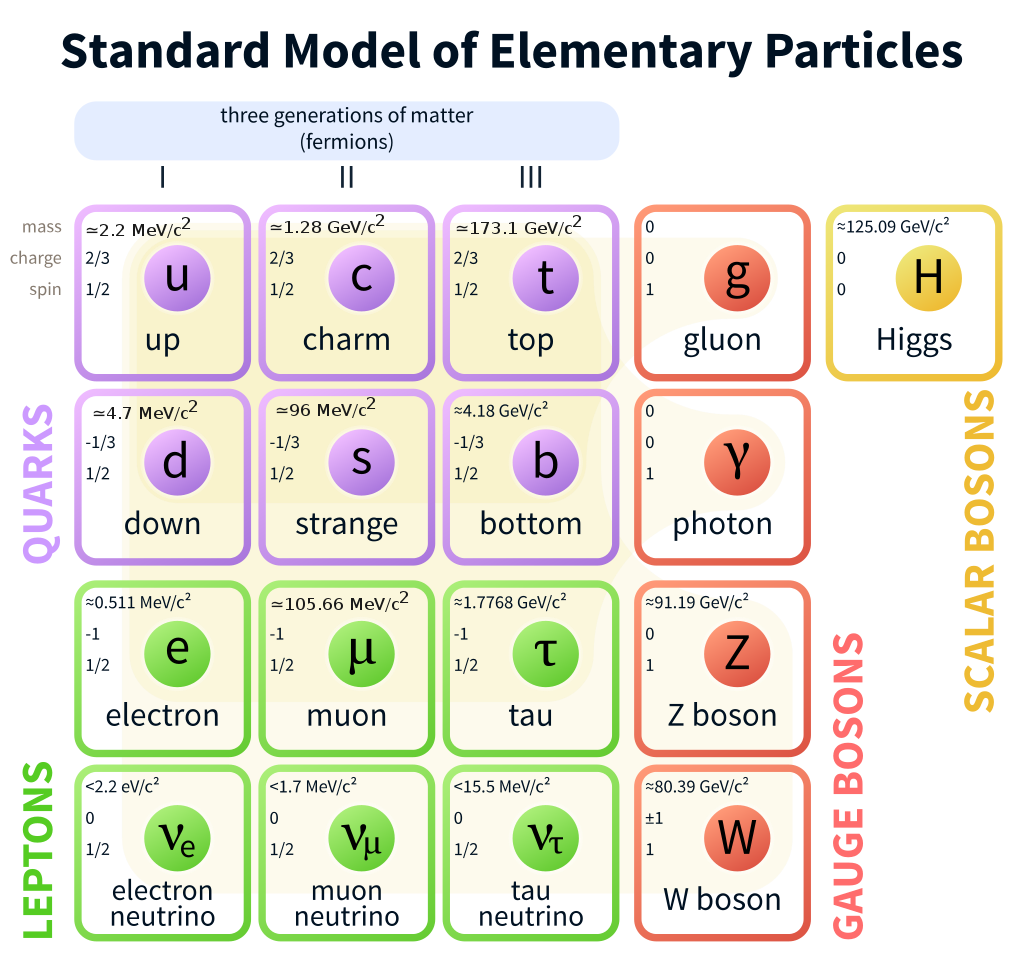 Standard Model of Elementary Particles
three generations of matter
(fermions)
I II III
mass
charge
spin
≃2.2 MeV/c²
2/3
1/2
u
up
≃1.28 GeV/c²
2/3
1/2
c
charm
≃173.1 GeV/c²
2/3
1/2
t
top
0
0
1
g
gluon
≈125.09 GeV/c²
0
0
H
Higgs
QUARKS
≃4.7 MeV/c²
-1/3
1/2
d
down
≃96 MeV/c²
-1/3
1/2
s
strange
≈4.18 GeV/c²
-1/3
1/2
b
bottom
0
0
1
γ
photon
SCALAR BOSONS
≈0.511 MeV/c²
-1
1/2
e
electron
≃105.66 MeV/c²
-1
1/2
μ
muon
≈1.7768 GeV/c²
-1
1/2
τ
tau
≈91.19 GeV/c²
0
1
Z
Z boson
LEPTONS
<2.2 eV/c²
0
1/2
νe
electron
neutrino
<1.7 MeV/c²
0
1/2
νμ
muon
neutrino
<15.5 MeV/c²
0
1/2
ντ
tau
neutrino
≈80.39 GeV/c²
±1
1
W
W boson
GAUGE BOSONS